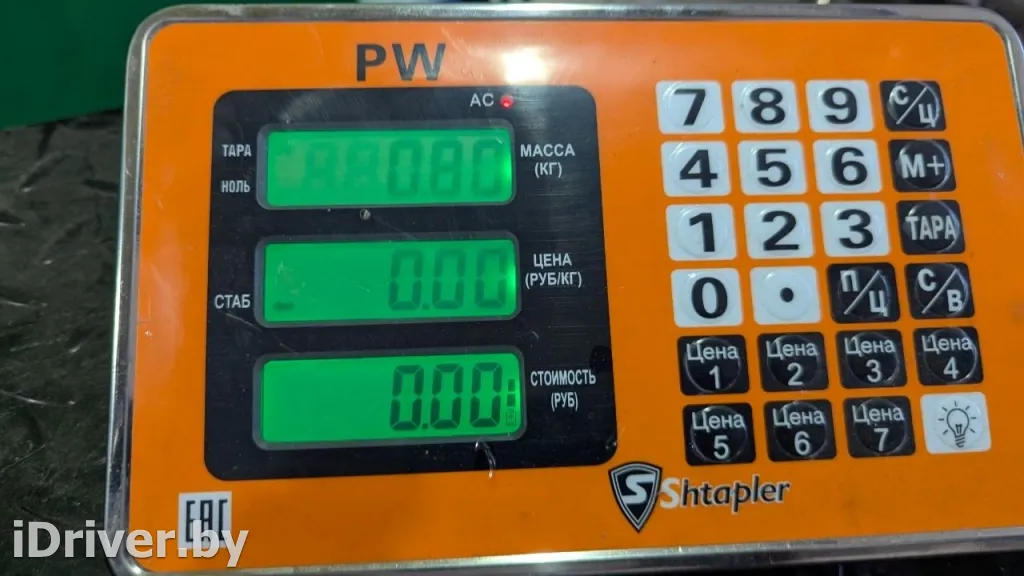 PW
AC
ТАРА
НОЛЬ
080
МАССА
(КГ)
СТАБ
0.00
ЦЕНА
(РУБ/КГ)
0.00
СТОИМОСТЬ
(РУБ)
7 8 9 С/Ц
4 5 6 М+
1 2 3 ТАРА
0 . П/Ц С/В
Цена 1 Цена 2 Цена 3 Цена 4
Цена 5 Цена 6 Цена 7
Shtapler
EAC
iDriver.by